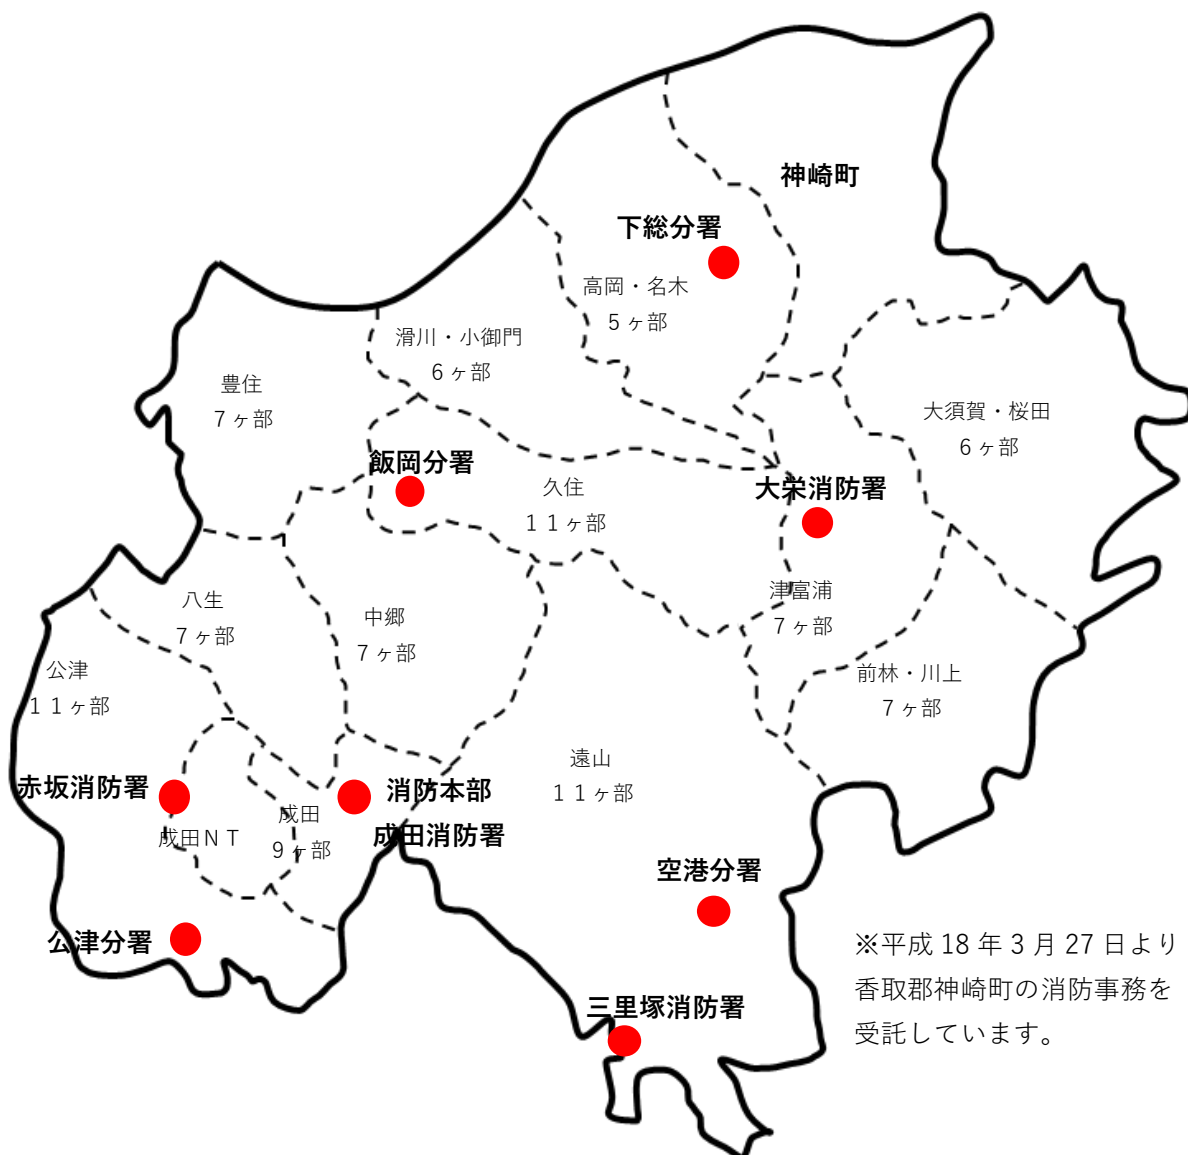 神崎町
下総分署
高岡・名木
5ヶ部
滑川・小御門
6ヶ部
豊住
7ヶ部
大須賀・桜田
6ヶ部
飯岡分署
久住
11ヶ部
大栄消防署
八生
7ヶ部
中郷
7ヶ部
津富浦
7ヶ部
公津
11ヶ部
前林・川上
7ヶ部
遠山
11ヶ部
赤坂消防署
消防本部
成田消防署
成田NT
成田
9ヶ部
空港分署
公津分署
三里塚消防署
※平成18年3月27日より
香取郡神崎町の消防事務を
受託しています。